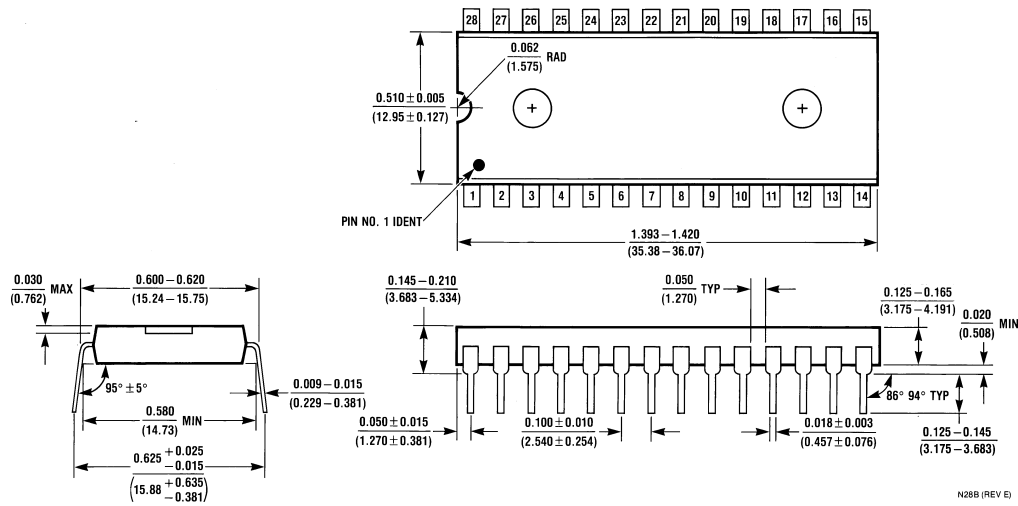 28 27 26 25 24 23 22 21 20 19 18 17 16 15
0.062
(1.575)
RAD
0.510 ± 0.005
(12.95 ± 0.127)
1 2 3 4 5 6 7 8 9 10 11 12 13 14
PIN NO. 1 IDENT
1.393 – 1.420
(35.38 – 36.07)
0.030
(0.762)
MAX
0.600 – 0.620
(15.24 – 15.75)
95° ± 5°
0.009 – 0.015
(0.229 – 0.381)
0.580
(14.73)
MIN
0.625 + 0.025
– 0.015
(15.88 + 0.635
– 0.381)
0.145 – 0.210
(3.683 – 5.334)
0.050
(1.270)
TYP
0.125 – 0.165
(3.175 – 4.191)
0.020
(0.508)
MIN
86° 94° TYP
0.050 ± 0.015
(1.270 ± 0.381)
0.100 ± 0.010
(2.540 ± 0.254)
0.018 ± 0.003
(0.457 ± 0.076)
0.125 – 0.145
(3.175 – 3.683)
N28B (REV E)